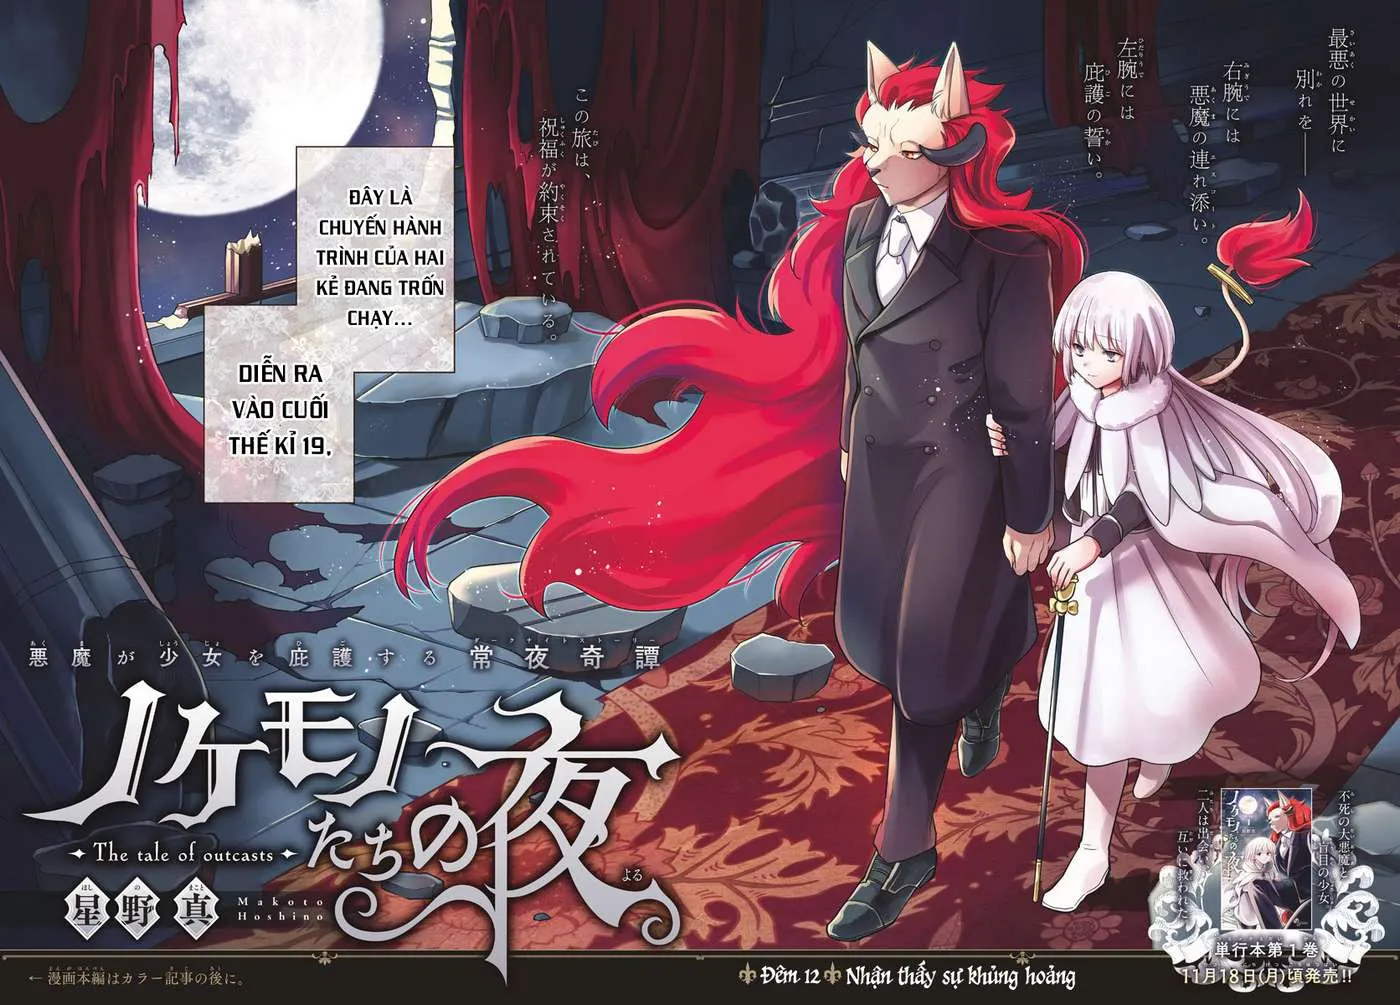 最悪の世界に
別れを――
右腕には
悪魔の連れ添い。
左腕には
庇護の誓い。
この旅は、
祝福が約束されている。
ĐÂY LÀ
CHUYẾN HÀNH
TRÌNH CỦA HAI
KẺ ĐANG TRỐN
CHẠY...
DIỄN RA
VÀO CUỐI
THẾ KỈ 19,
悪魔が少女を庇護する常夜奇譚
ノケモノ
たちの夜
よる
The tale of outcasts
星野真
Makoto
Hoshino
不死の大悪魔と
盲目の少女。
二人は出会い
互いに救われた
単行本第1巻
11月18日(月)頃発売!!
←漫画本編はカラー記事の後に。
Đêm 12 Nhận thấy sự khủng hoảng